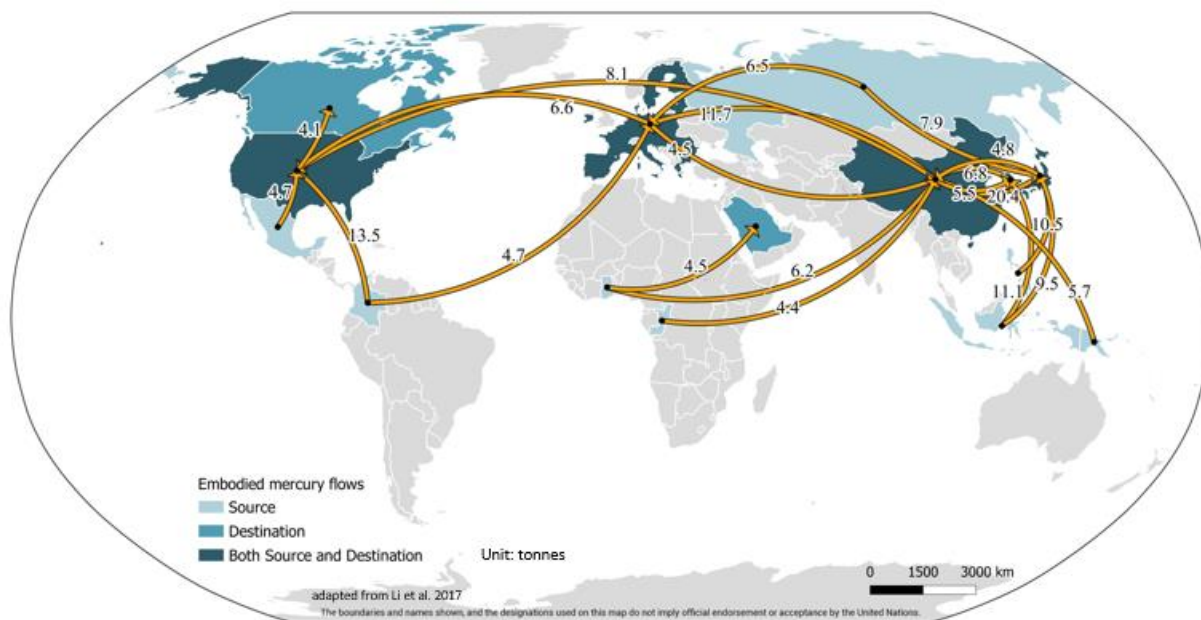 8.1
6.5
6.6
11.7
7.9
4.1
4.5
4.8
6.8
4.7
5.5
20.4
13.5
10.5
4.7
4.5
6.2
11.1
9.5
5.7
4.4
Embodied mercury flows
Source
Destination
Both Source and Destination
Unit: tonnes
0 1500 3000 km
adapted from Li et al. 2017
The boundaries and names shown, and the designations used on this map do not imply official endorsement or acceptance by the United Nations.